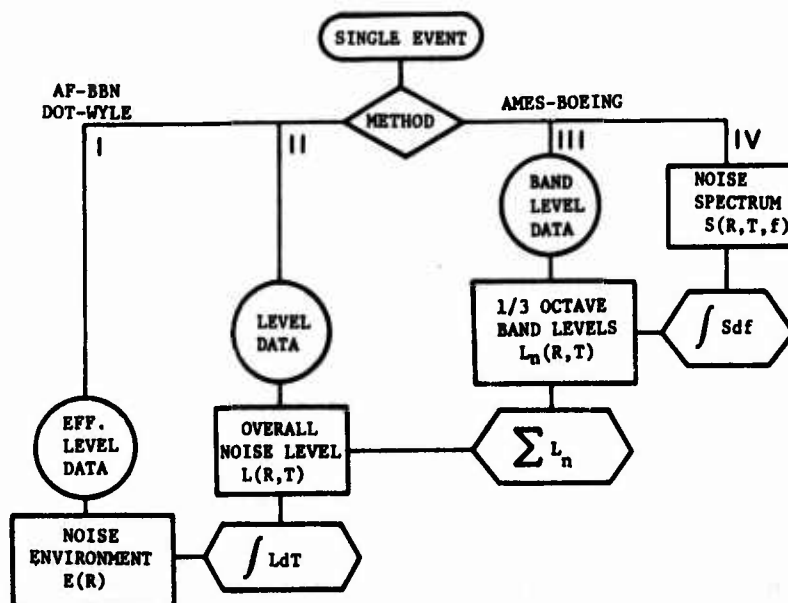 SINGLE EVENT
METHOD
AF-BBN
DOT-WYLE
AMES-BOEING
I
II
III
IV
BAND
LEVEL
DATA
NOISE
SPECTRUM
S(R,T,f)
LEVEL
DATA
1/3 OCTAVE
BAND LEVELS
Ln(R,T)
∫ Sdf
EFF.
LEVEL
DATA
OVERALL
NOISE LEVEL
L(R,T)
∑ Ln
NOISE
ENVIRONMENT
E(R)
∫ LdT